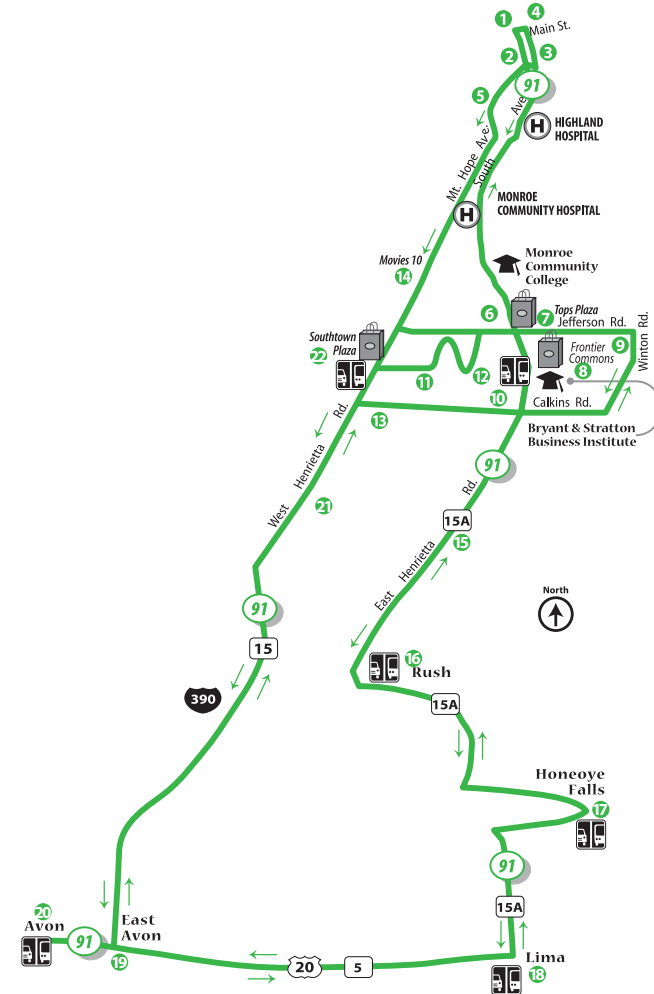 1
4
Main St.
2
3
91
5
Ave.
H
HIGHLAND
HOSPITAL
Mt. Hope Ave.
South
H
MONROE
COMMUNITY HOSPITAL
Movies 10
14
Monroe
Community
College
6
7
Tops Plaza
Jefferson Rd.
Winton Rd.
Southtown
Plaza
22
Frontier
Commons
9
8
11
12
10
Calkins Rd.
13
Bryant & Stratton
Business Institute
West Henrietta Rd.
21
91
15A
15
East Henrietta Rd.
North
91
15
16
Rush
390
15A
Honeoye
Falls
17
91
15A
20
Avon
91
East
Avon
19
20
5
Lima
18